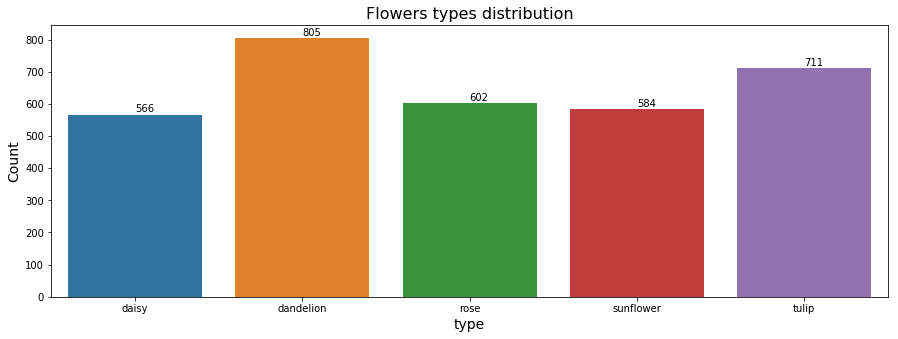 Flowers types distribution
Count
800
700
600
500
400
300
200
100
0
566
805
602
584
711
daisy
dandelion
rose
sunflower
tulip
type